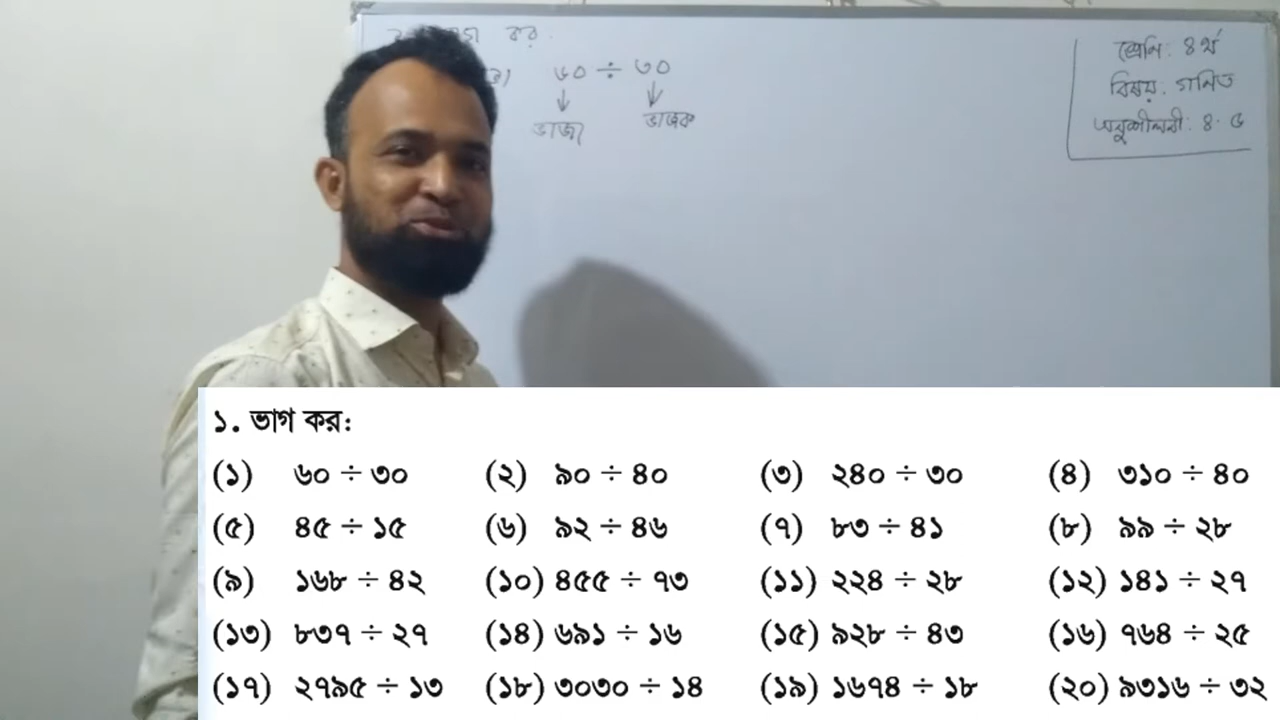 কর.
৬০ ÷ ৩০
ভাজ্য
ভাজক
শ্রেনি: ৪র্থ
বিষয়: গনিত
অনুশীলনী: ৪.৫
১. ভাগ কর:
(১) ৬০ ÷ ৩০ (২) ৯০ ÷ ৪০ (৩) ২৪০ ÷ ৩০ (৪) ৩১০ ÷ ৪০
(৫) ৪৫ ÷ ১৫ (৬) ৯২ ÷ ৪৬ (৭) ৮৩ ÷ ৪১ (৮) ৯৯ ÷ ২৮
(৯) ১৬৮ ÷ ৪২ (১০) ৪৫৫ ÷ ৭৩ (১১) ২২৪ ÷ ২৮ (১২) ১৪১ ÷ ২৭
(১৩) ৮৩৭ ÷ ২৭ (১৪) ৬৯১ ÷ ১৬ (১৫) ৯২৮ ÷ ৪৩ (১৬) ৭৬৪ ÷ ২৫
(১৭) ২৭৯৫ ÷ ১৩ (১৮) ৩০৩০ ÷ ১৪ (১৯) ১৬৭৪ ÷ ১৮ (২০) ৯৩১৬ ÷ ৩২